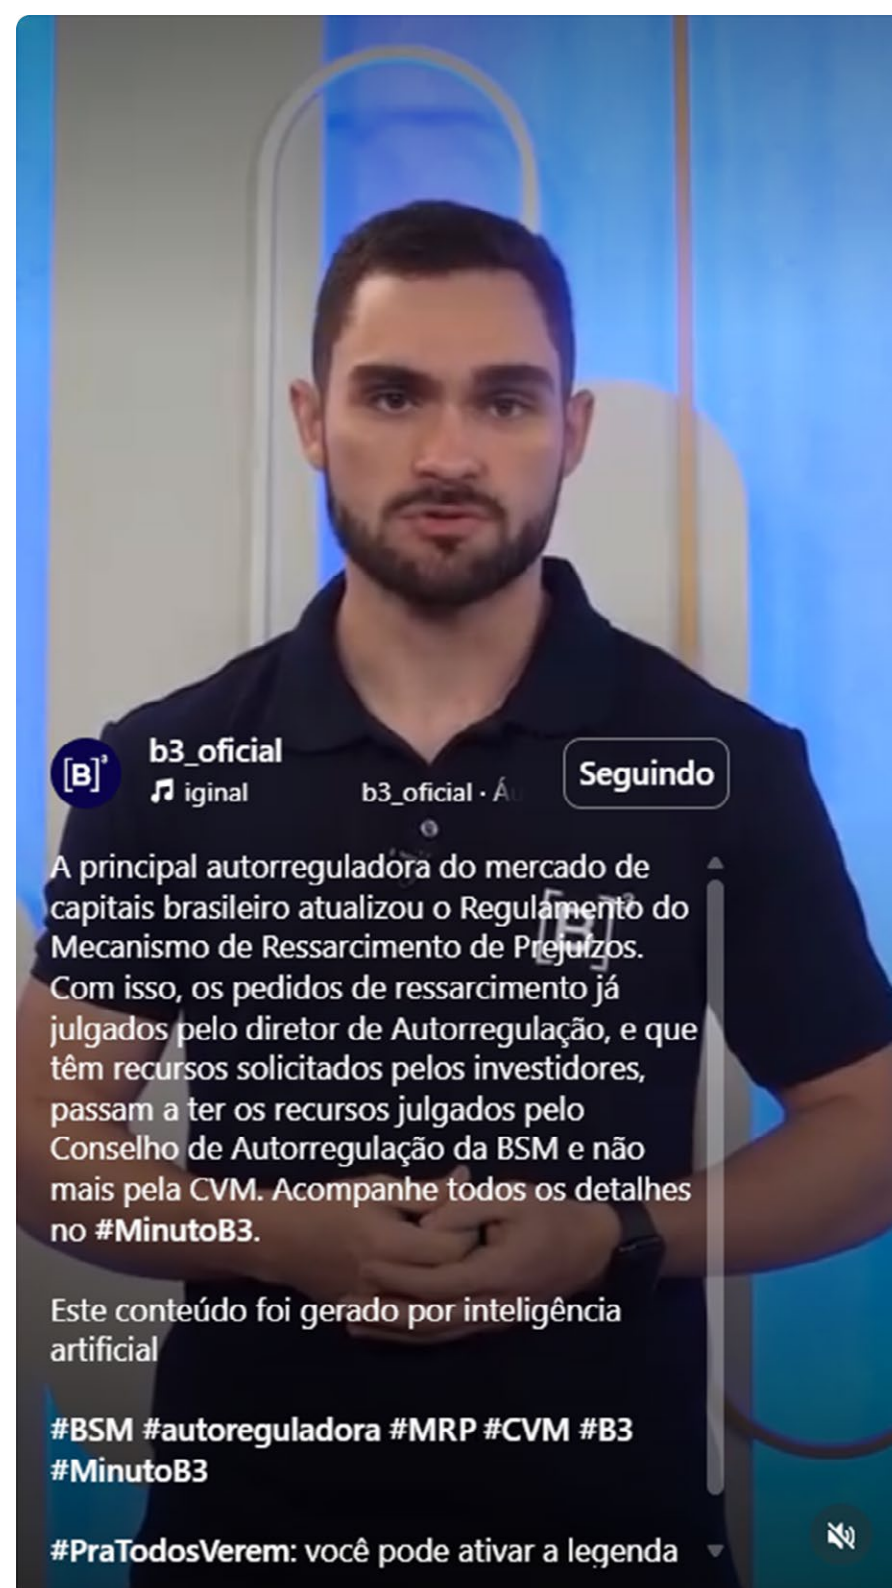 b3_oficial
[B]³
Seguindo
iginal b3_oficial · Áu
A principal autorreguladora do mercado de
capitais brasileiro atualizou o Regulamento do
Mecanismo de Ressarcimento de Prejuízos.
Com isso, os pedidos de ressarcimento já
julgados pelo diretor de Autorregulação, e que
têm recursos solicitados pelos investidores,
passam a ter os recursos julgados pelo
Conselho de Autorregulação da BSM e não
mais pela CVM. Acompanhe todos os detalhes
no #MinutoB3.
Este conteúdo foi gerado por inteligência
artificial
#BSM #autoreguladora #MRP #CVM #B3
#MinutoB3
#PraTodosVerem: você pode ativar a legenda
[B]³